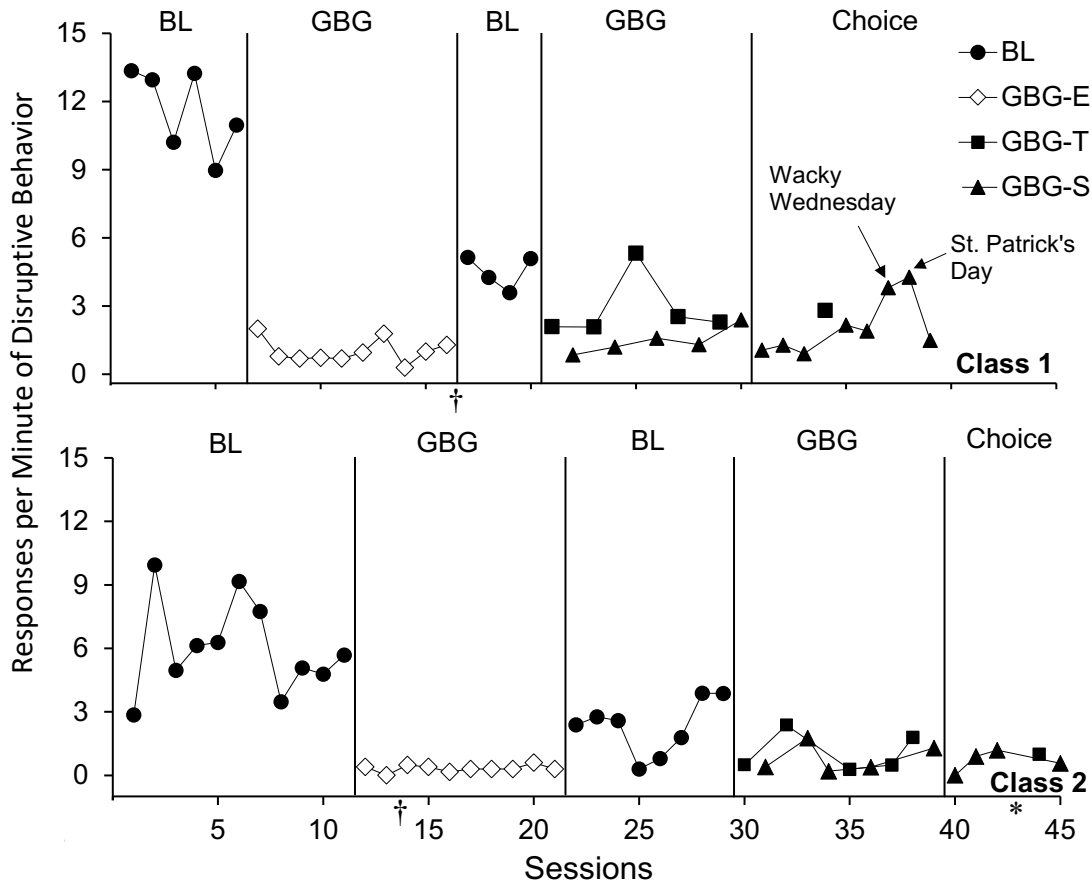 Responses per Minute of Disruptive Behavior
BL GBG BL GBG Choice
15
12
9
6
3
0
BL
GBG-E
GBG-T
GBG-S
Wacky
Wednesday
St. Patrick's
Day
Class 1
†
BL GBG BL GBG Choice
15
12
9
6
3
0
Class 2
† *
5 10 15 20 25 30 35 40 45
Sessions